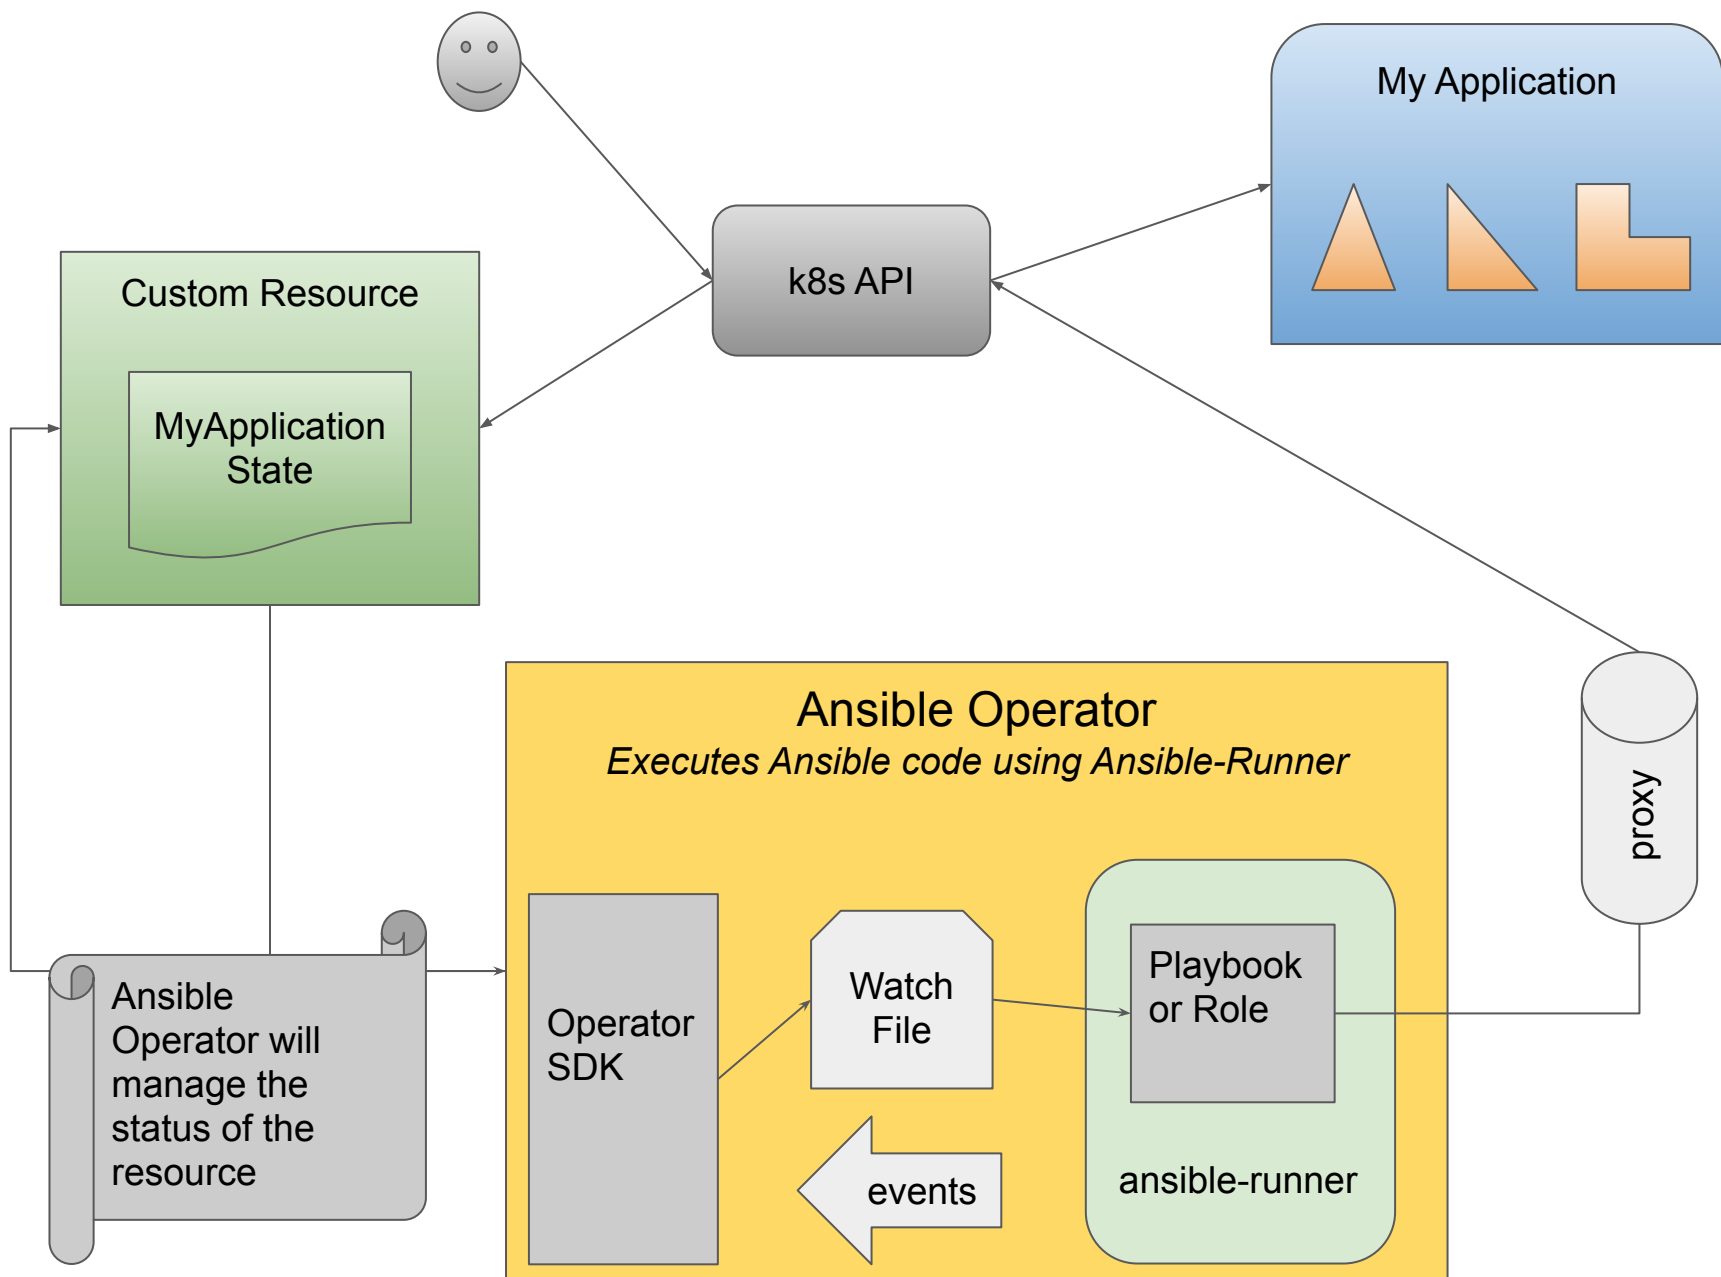 My Application
k8s API
Custom Resource
MyApplication
State
Ansible Operator
Executes Ansible code using Ansible-Runner
proxy
Ansible
Operator will
manage the
status of the
resource
Operator
SDK
Watch
File
Playbook
or Role
events
ansible-runner